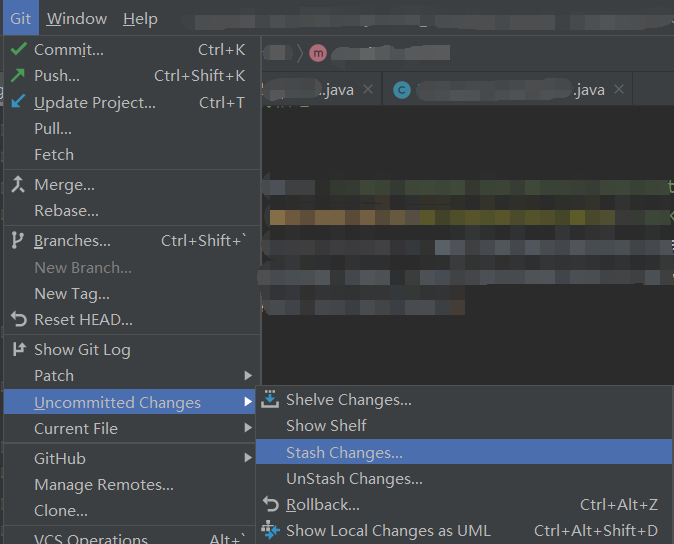 Git Window Help
Commit... Ctrl+K
Push... Ctrl+Shift+K
Update Project... Ctrl+T
Pull...
Fetch
Merge...
Rebase...
Branches... Ctrl+Shift+`
New Branch...
New Tag...
Reset HEAD...
Show Git Log
Patch
Uncommitted Changes
Current File
GitHub
Manage Remotes...
Clone...
VCS Operations Alt+`
m
.java ×
C .java ×
Shelve Changes...
Show Shelf
Stash Changes...
UnStash Changes...
Rollback... Ctrl+Alt+Z
Show Local Changes as UML Ctrl+Alt+Shift+D